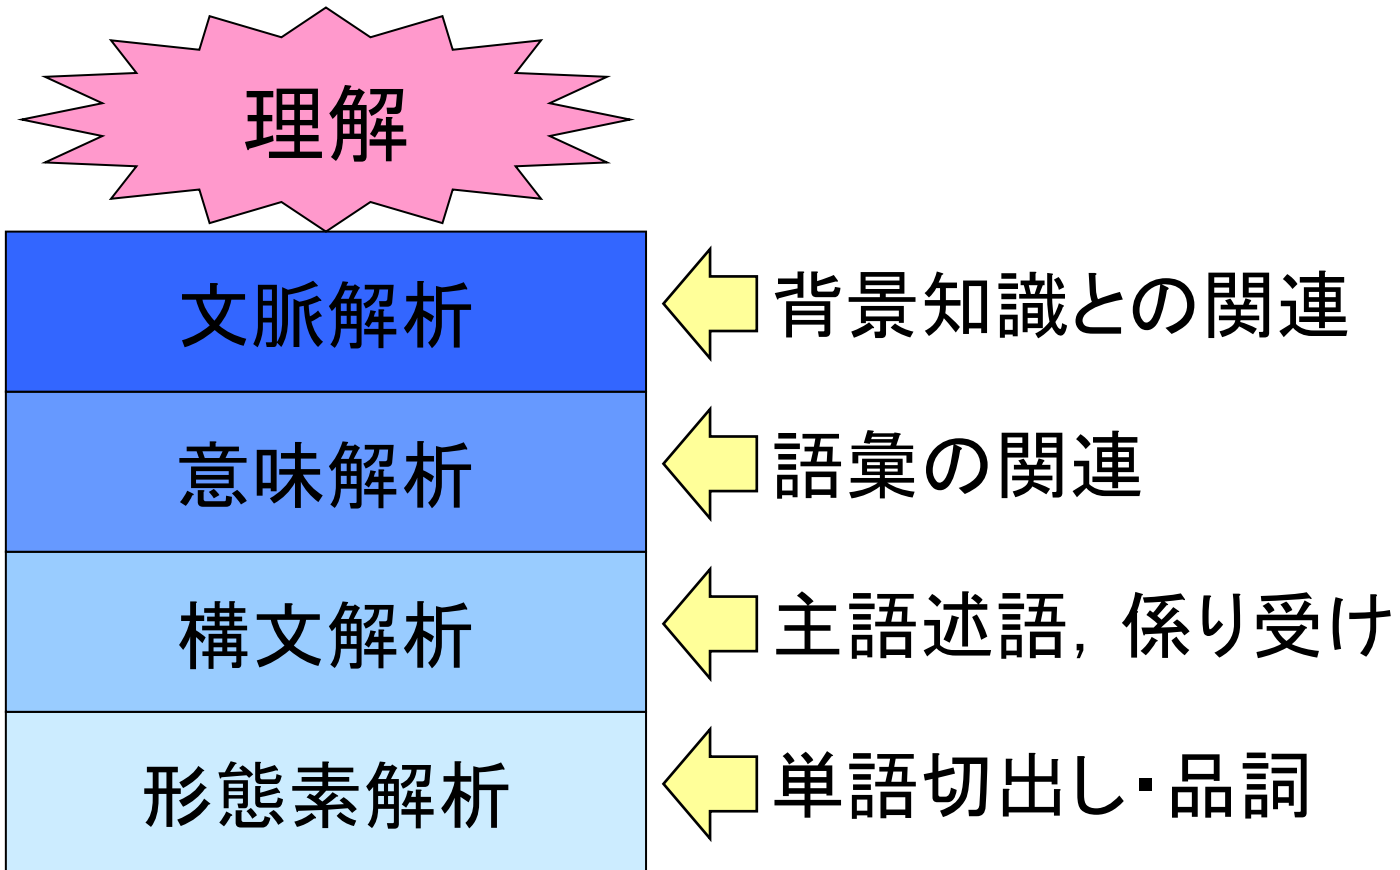 理解
文脈解析
背景知識との関連
意味解析
語彙の関連
構文解析
主語述語，係り受け
形態素解析
単語切出し・品詞